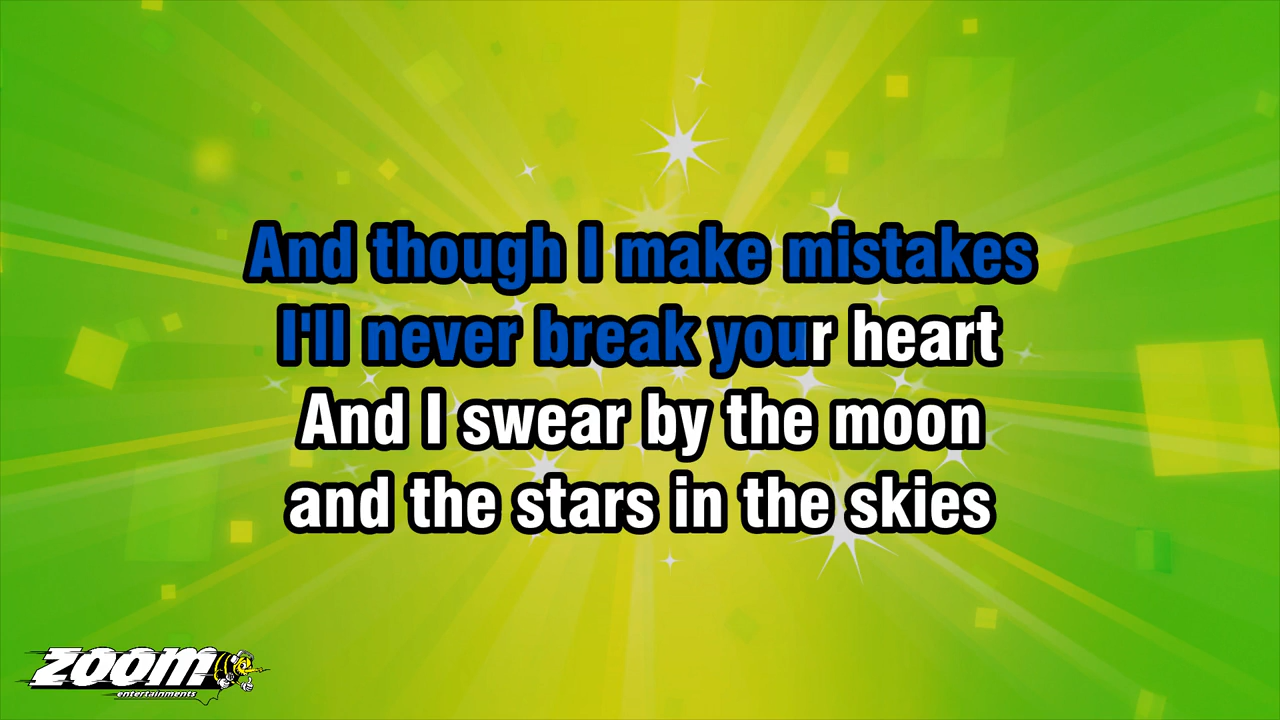 And though I make mistakes
I'll never break your heart
And I swear by the moon
and the stars in the skies
zoom
entertainments